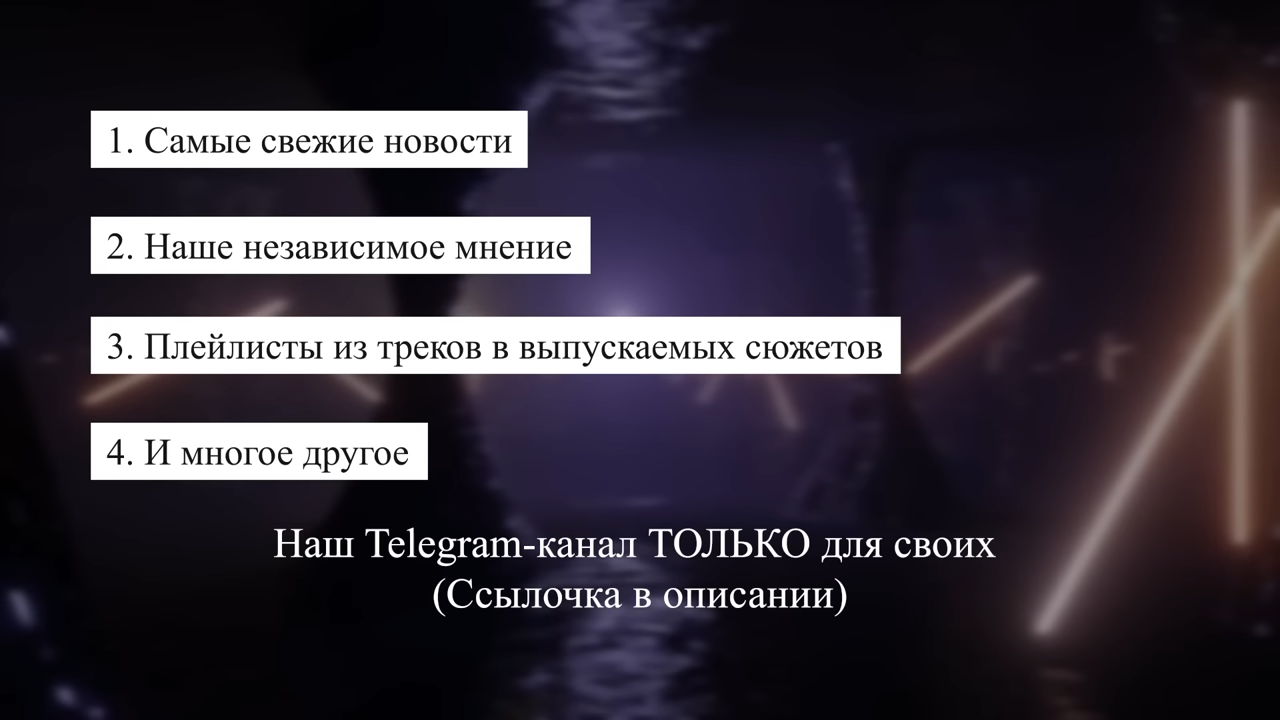 1. Самые свежие новости
2. Наше независимое мнение
3. Плейлисты из треков в выпускаемых сюжетов
4. И многое другое
Наш Telegram-канал ТОЛЬКО для своих
(Ссылочка в описании)